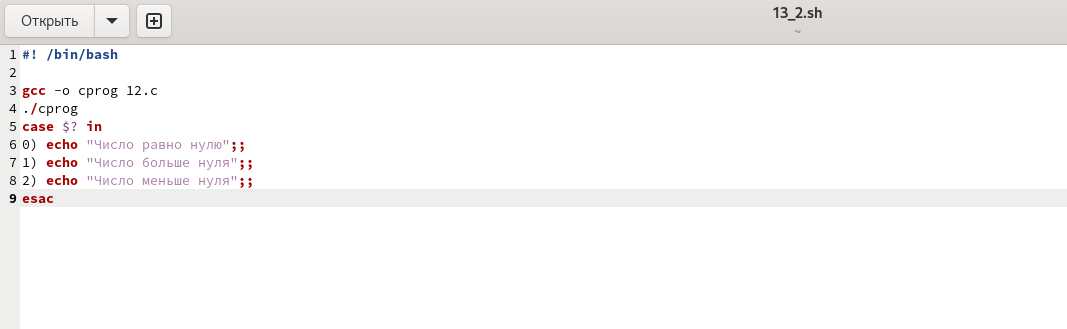 Открыть
13_2.sh
~
1 #! /bin/bash
2
3 gcc -o cprog 12.c
4 ./cprog
5 case $? in
6 0) echo "Число равно нулю";;
7 1) echo "Число больше нуля";;
8 2) echo "Число меньше нуля";;
9 esac